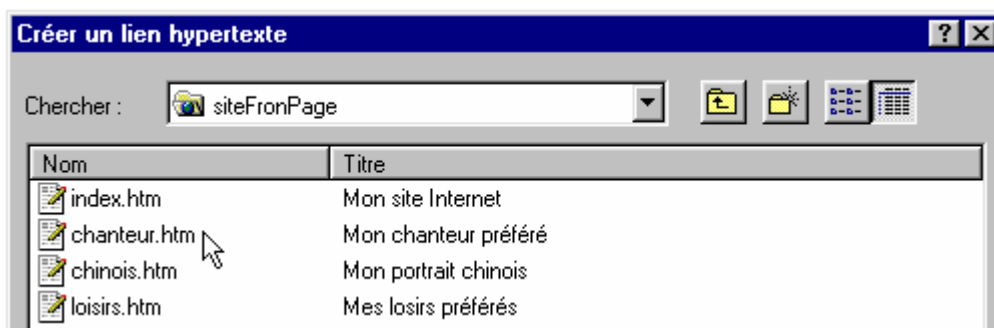 Créer un lien hypertexte
Chercher : siteFronPage
Nom Titre
index.htm Mon site Internet
chanteur.htm Mon chanteur préféré
chinois.htm Mon portrait chinois
loisirs.htm Mes losirs préférés